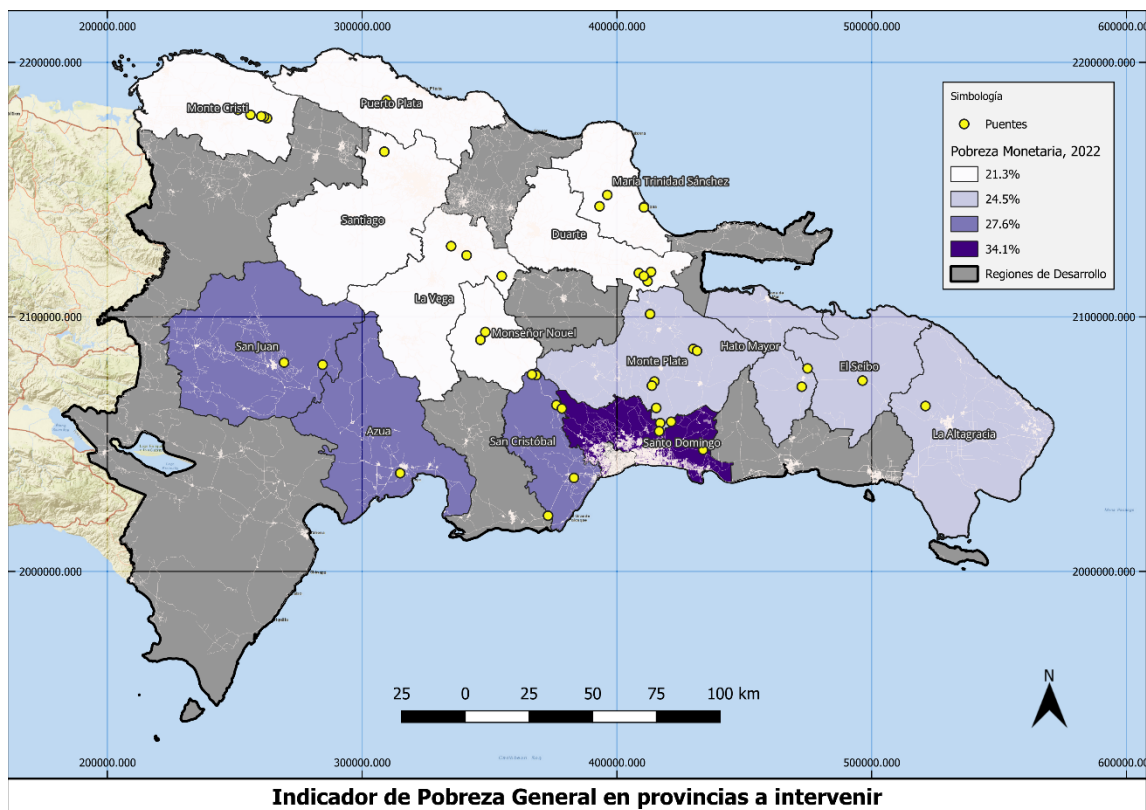 200000.000 300000.000 400000.000 500000.000 600000.000
2200000.000 2200000.000
Simbología
Puentes
Pobreza Monetaria, 2022
21.3%
24.5%
27.6%
34.1%
Regiones de Desarrollo
Monte Cristi
Puerto Plata
María Trinidad Sánchez
Santiago
Duarte
La Vega
2100000.000 2100000.000
Monseñor Nouel
San Juan
Hato Mayor
Monte Plata
El Seibo
Azua
La Altagracia
San Cristóbal
Santo Domingo
2000000.000 2000000.000
25 0 25 50 75 100 km
N
200000.000 300000.000 400000.000 500000.000 600000.000
Indicador de Pobreza General en provincias a intervenir